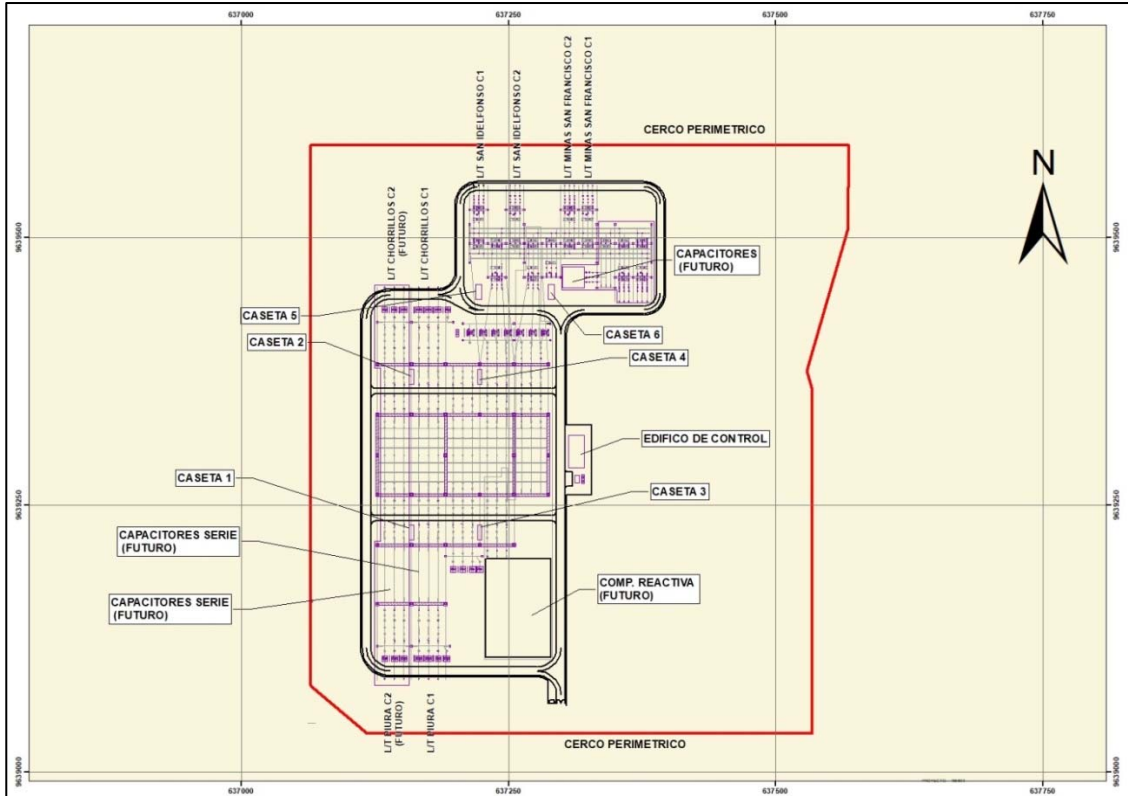 637000
637250
637500
637750
L/T SAN IDELFONSO C1
L/T SAN IDELFONSO C2
L/T MINAS SAN FRANCISCO C2
L/T MINAS SAN FRANCISCO C1
CERCO PERIMETRICO
N
L/T CHORRILLOS C2
(FUTURO)
L/T CHORRILLOS C1
9639500
9639500
CAPACITORES
(FUTURO)
CASETA 5
CASETA 6
CASETA 2
CASETA 4
EDIFICO DE CONTROL
CASETA 1
CASETA 3
9639250
9639250
CAPACITORES SERIE
(FUTURO)
CAPACITORES SERIE
(FUTURO)
COMP. REACTIVA
(FUTURO)
L/T PIURA C2
(FUTURO)
L/T PIURA C1
CERCO PERIMETRICO
9639000
9639000
637000
637250
637500
637750